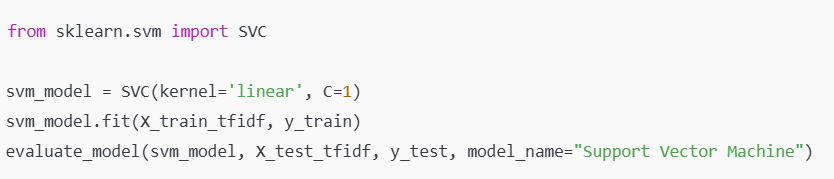 from sklearn.svm import SVC
svm_model = SVC(kernel='linear', C=1)
svm_model.fit(X_train_tfidf, y_train)
evaluate_model(svm_model, X_test_tfidf, y_test, model_name="Support Vector Machine")